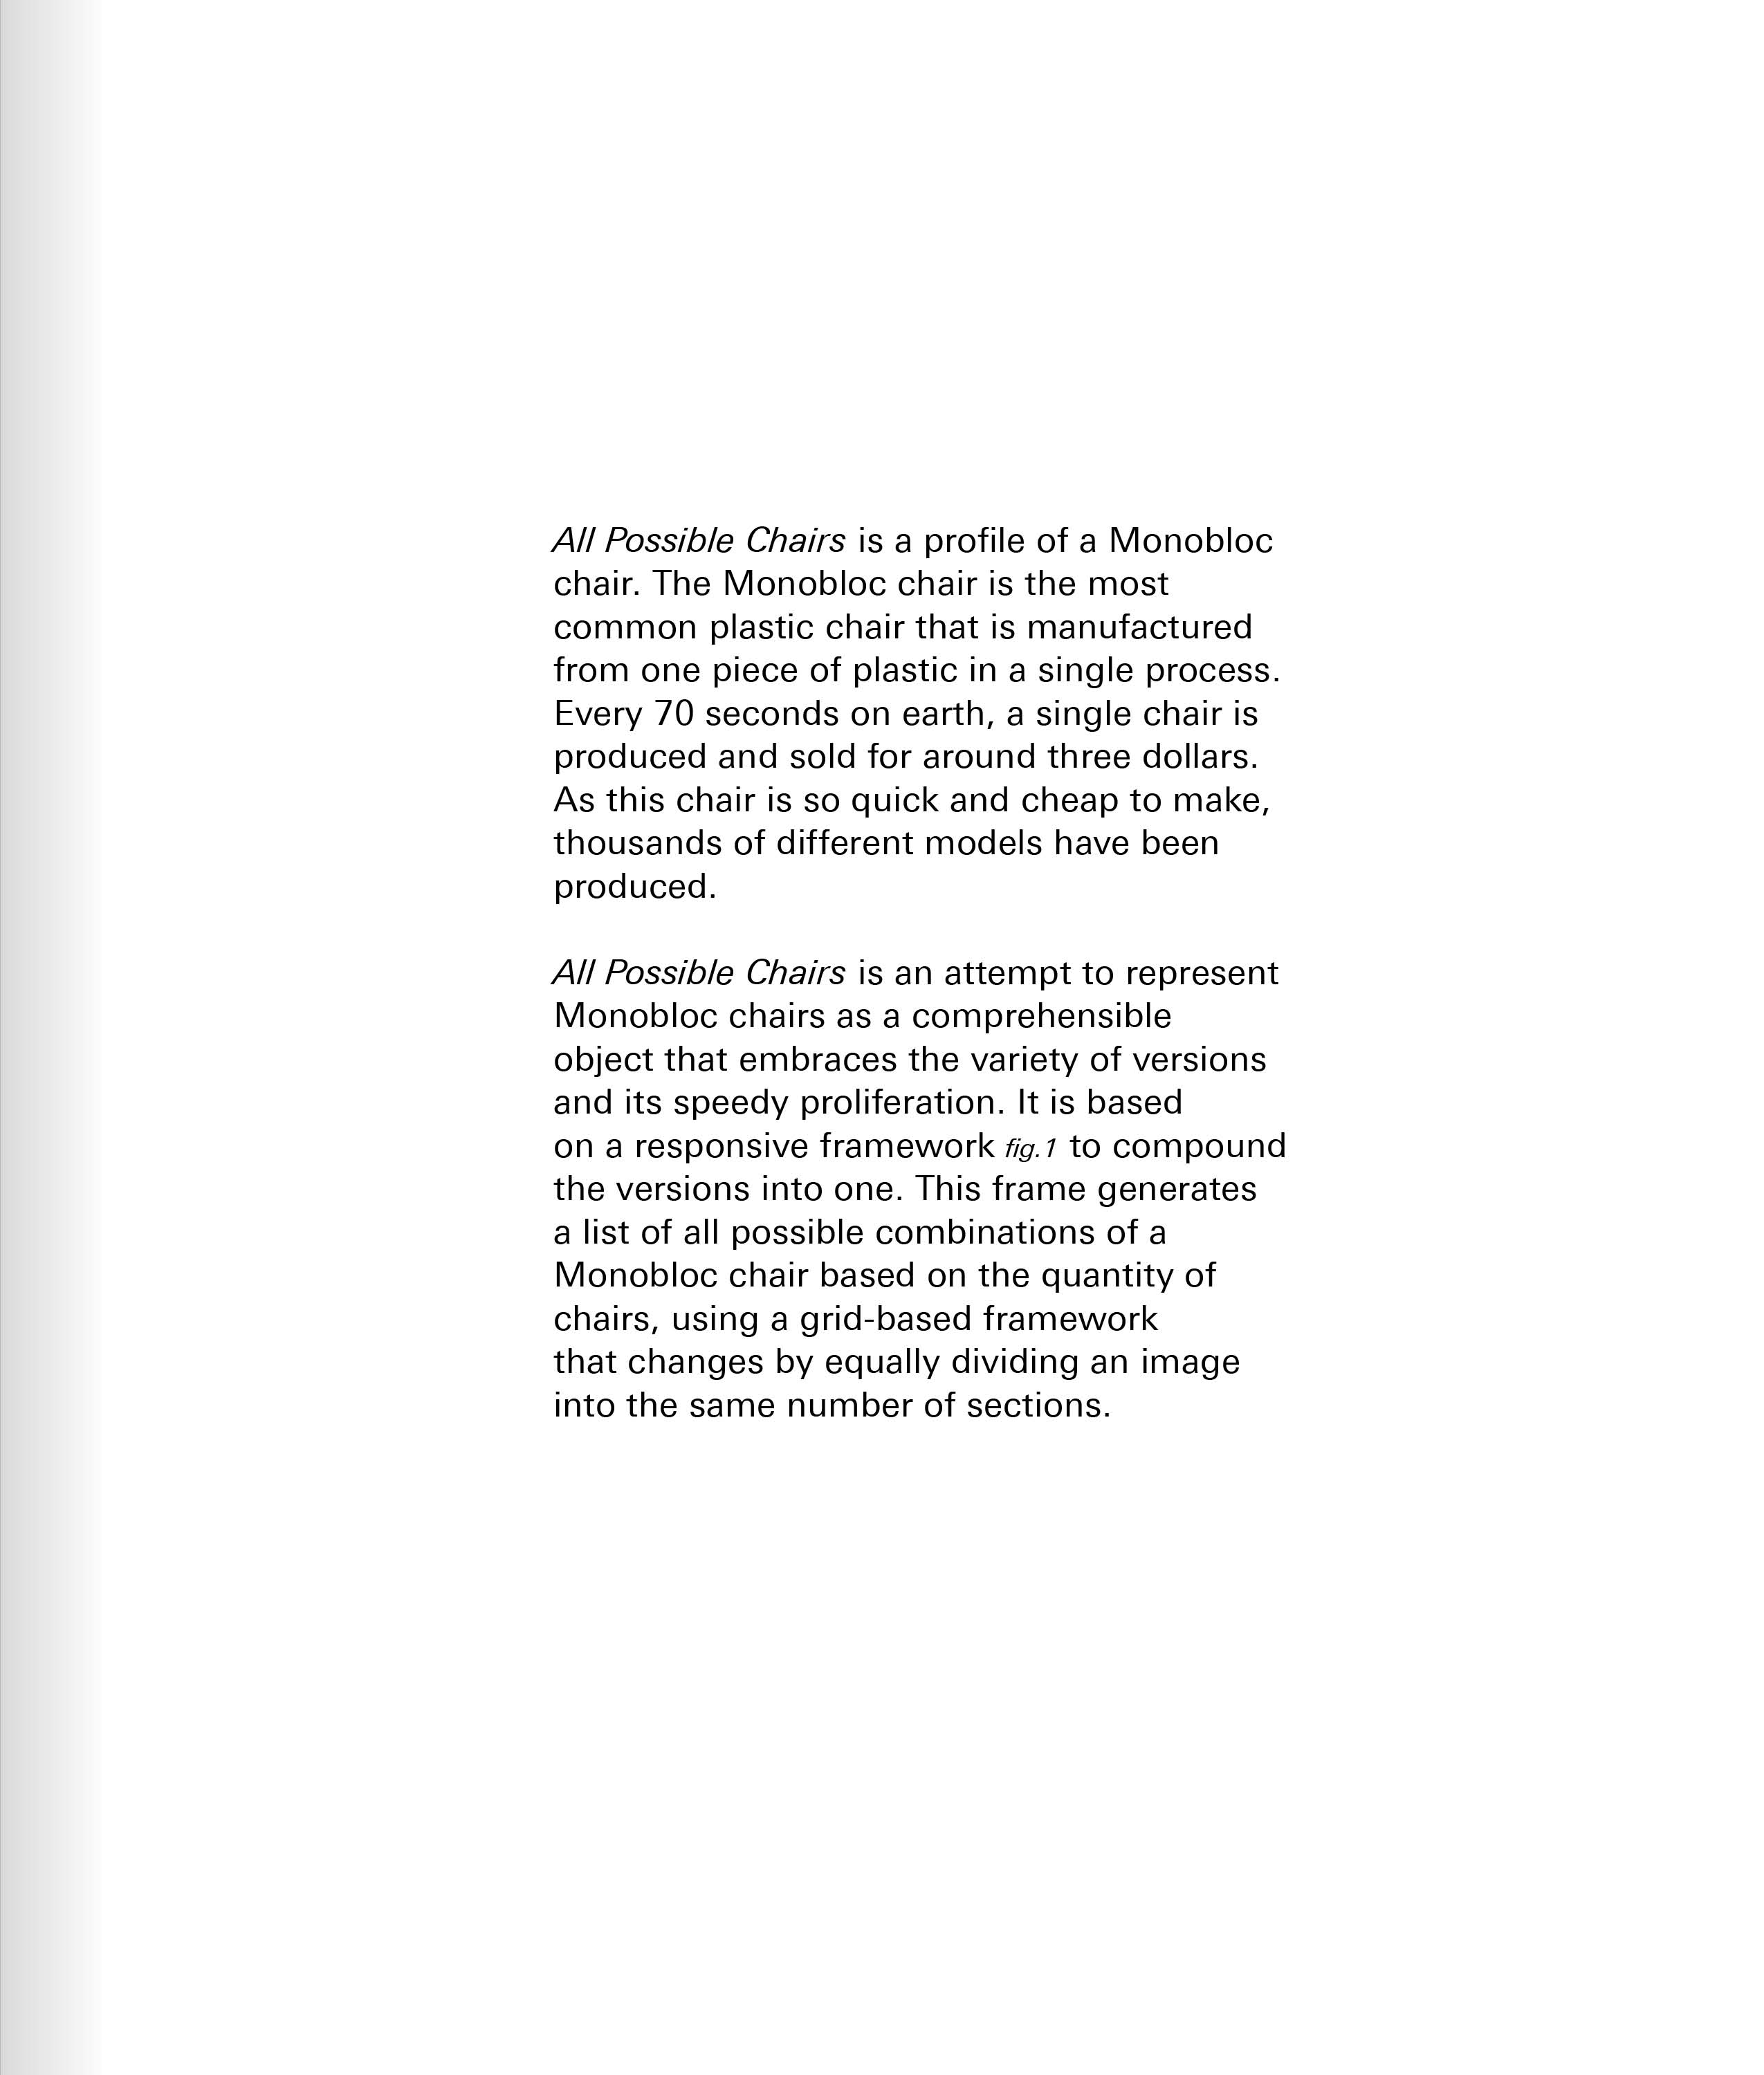 All Possible Chairs is a profile of a Monobloc
chair. The Monobloc chair is the most
common plastic chair that is manufactured
from one piece of plastic in a single process.
Every 70 seconds on earth, a single chair is
produced and sold for around three dollars.
As this chair is so quick and cheap to make,
thousands of different models have been
produced.
All Possible Chairs is an attempt to represent
Monobloc chairs as a comprehensible
object that embraces the variety of versions
and its speedy proliferation. It is based
on a responsive framework fig.1 to compound
the versions into one. This frame generates
a list of all possible combinations of a
Monobloc chair based on the quantity of
chairs, using a grid-based framework
that changes by equally dividing an image
into the same number of sections.